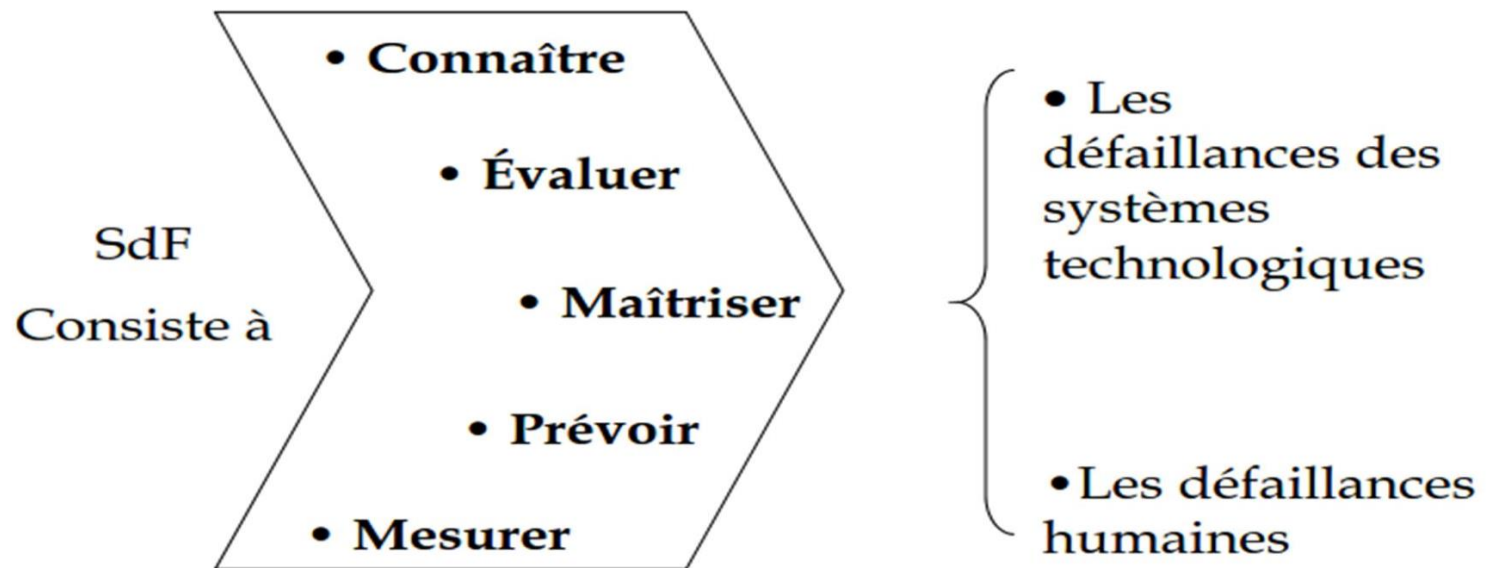 SdF
Consiste à
• Connaître
• Évaluer
• Maîtriser
• Prévoir
• Mesurer
• Les
défaillances des
systèmes
technologiques
•Les défaillances
humaines